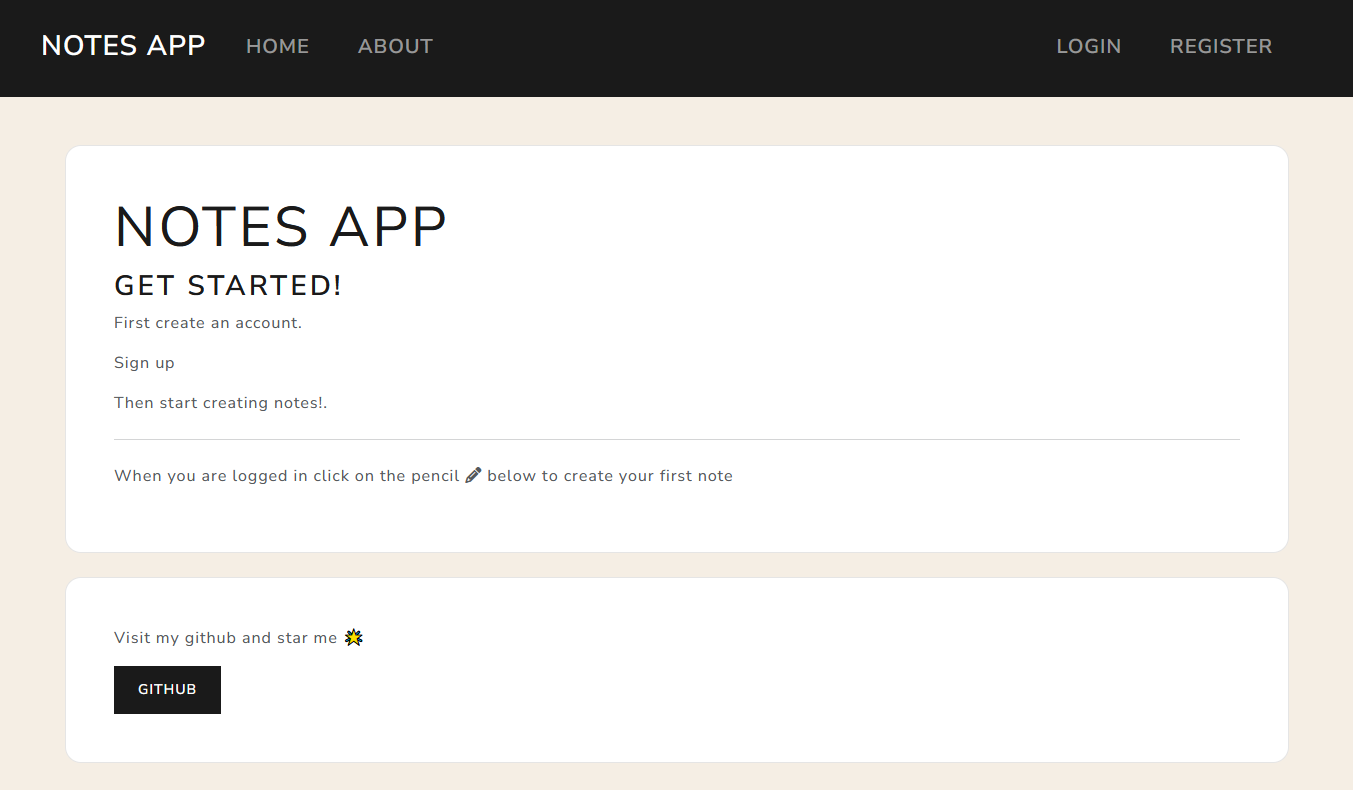 NOTES APP HOME ABOUT LOGIN REGISTER
NOTES APP
GET STARTED!
First create an account.
Sign up
Then start creating notes!.
When you are logged in click on the pencil below to create your first note
Visit my github and star me 🌟
GITHUB